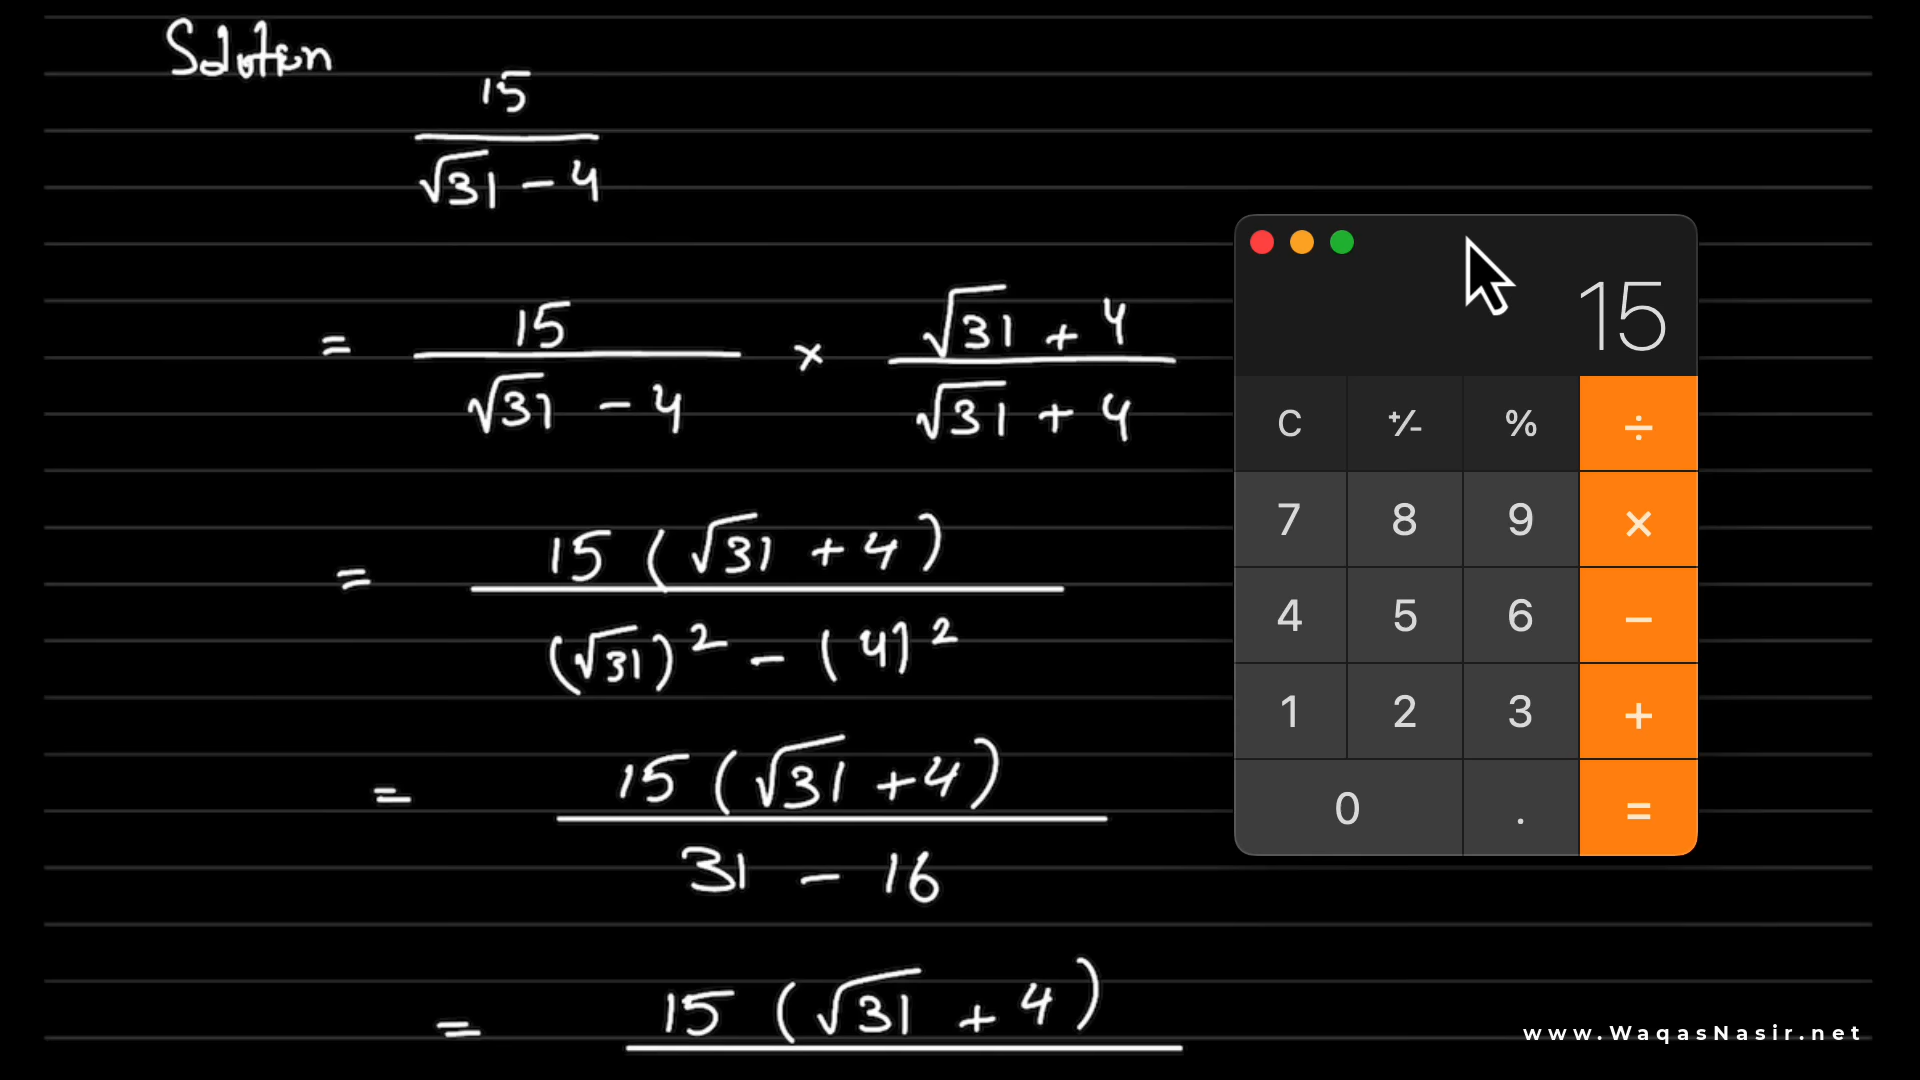 Solution
15
√31 - 4
= 15 × √31 + 4
√31 - 4 √31 + 4
= 15 (√31 + 4)
(√31)² - (4)²
= 15 (√31 + 4)
31 - 16
= 15 (√31 + 4)
15
C ⁺∕₋ % ÷
7 8 9 ×
4 5 6 −
1 2 3 +
0 . =
www.WaqasNasir.net